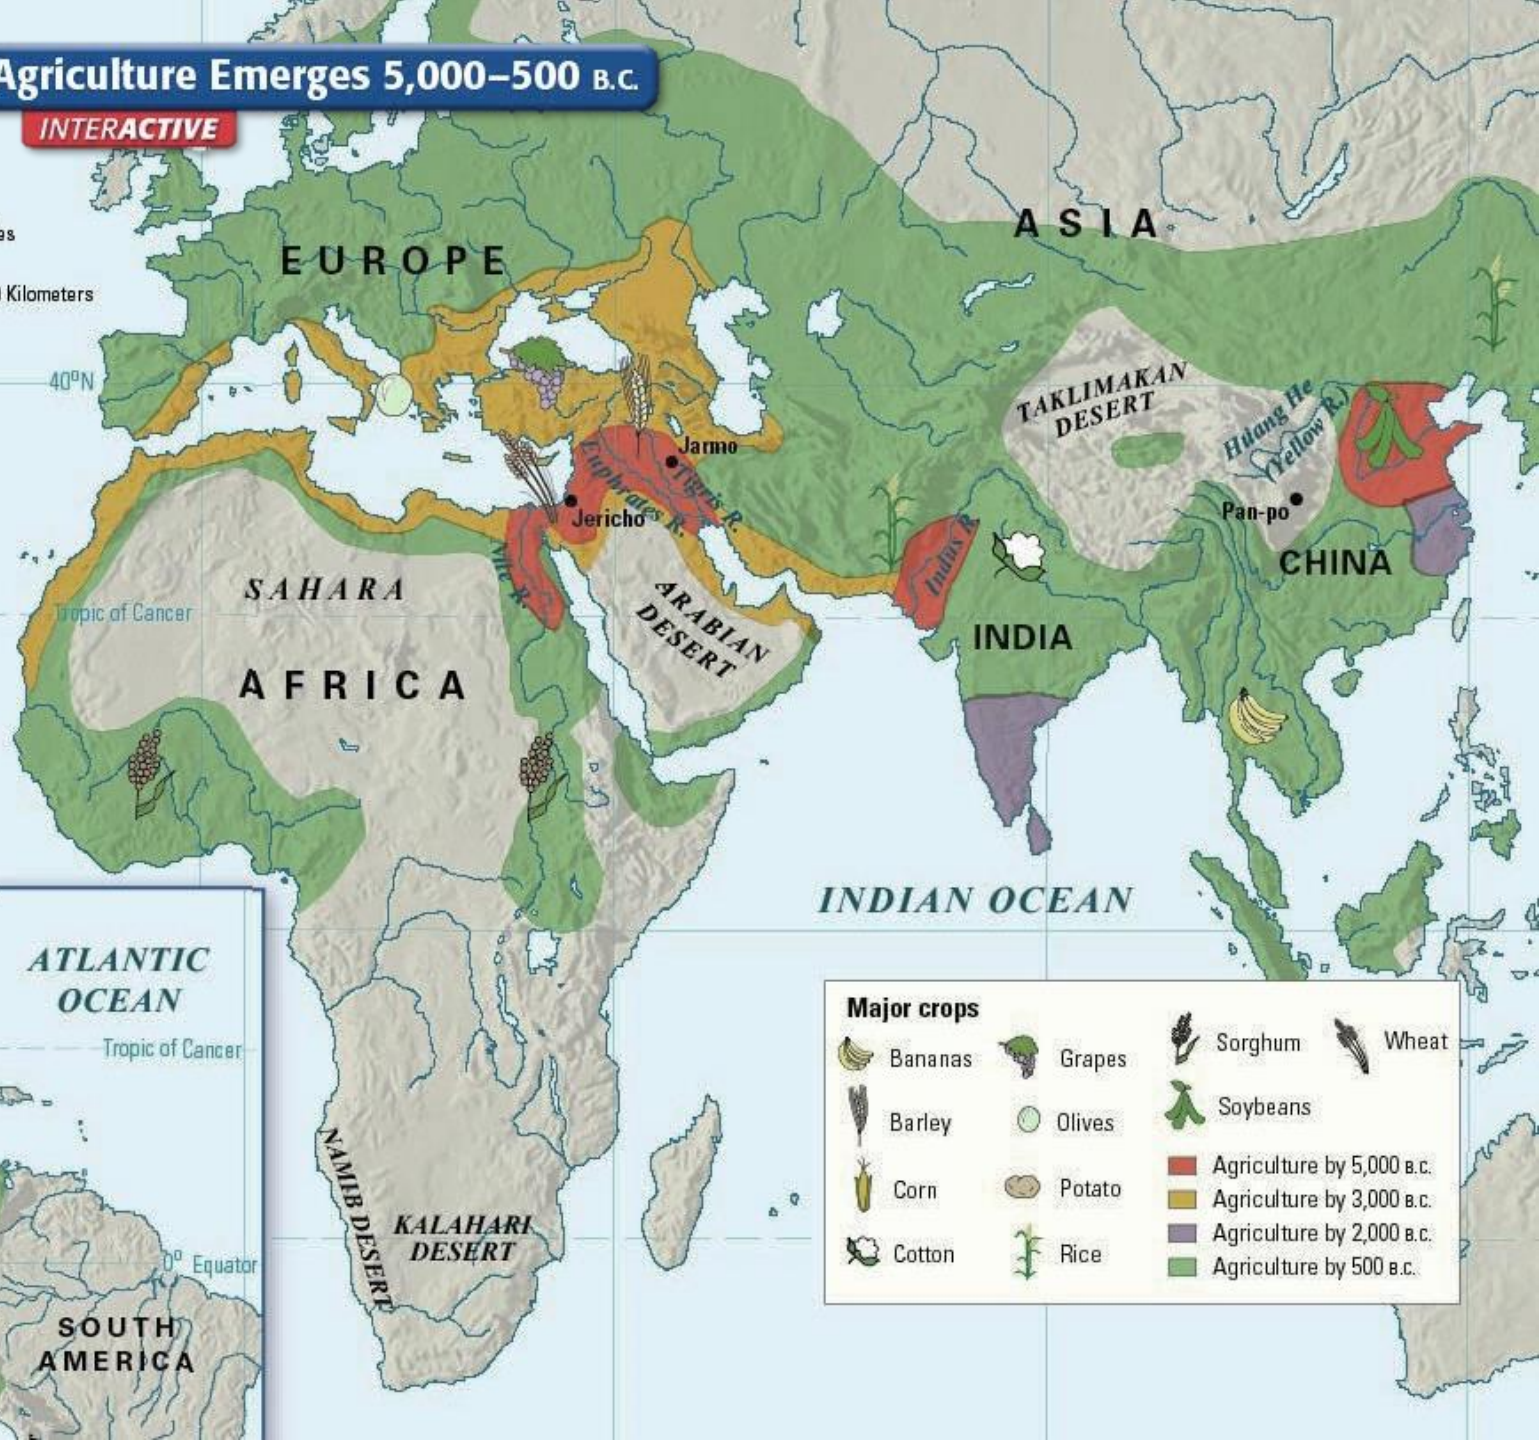 Agriculture Emerges 5,000–500 B.C.
INTERACTIVE
es
Kilometers
EUROPE
ASIA
40°N
TAKLIMAKAN
DESERT
Huang He
(Yellow R.)
Jarmo
Euphrates R.
Tigris R.
Jericho
Pan-po
Nile R.
Indus R.
CHINA
SAHARA
ARABIAN
DESERT
Tropic of Cancer
INDIA
AFRICA
INDIAN OCEAN
ATLANTIC
OCEAN
Tropic of Cancer
NAMIB DESERT
KALAHARI
DESERT
0° Equator
SOUTH
AMERICA
Major crops
Bananas
Grapes
Sorghum
Wheat
Barley
Olives
Soybeans
Corn
Potato
Cotton
Rice
Agriculture by 5,000 B.C.
Agriculture by 3,000 B.C.
Agriculture by 2,000 B.C.
Agriculture by 500 B.C.